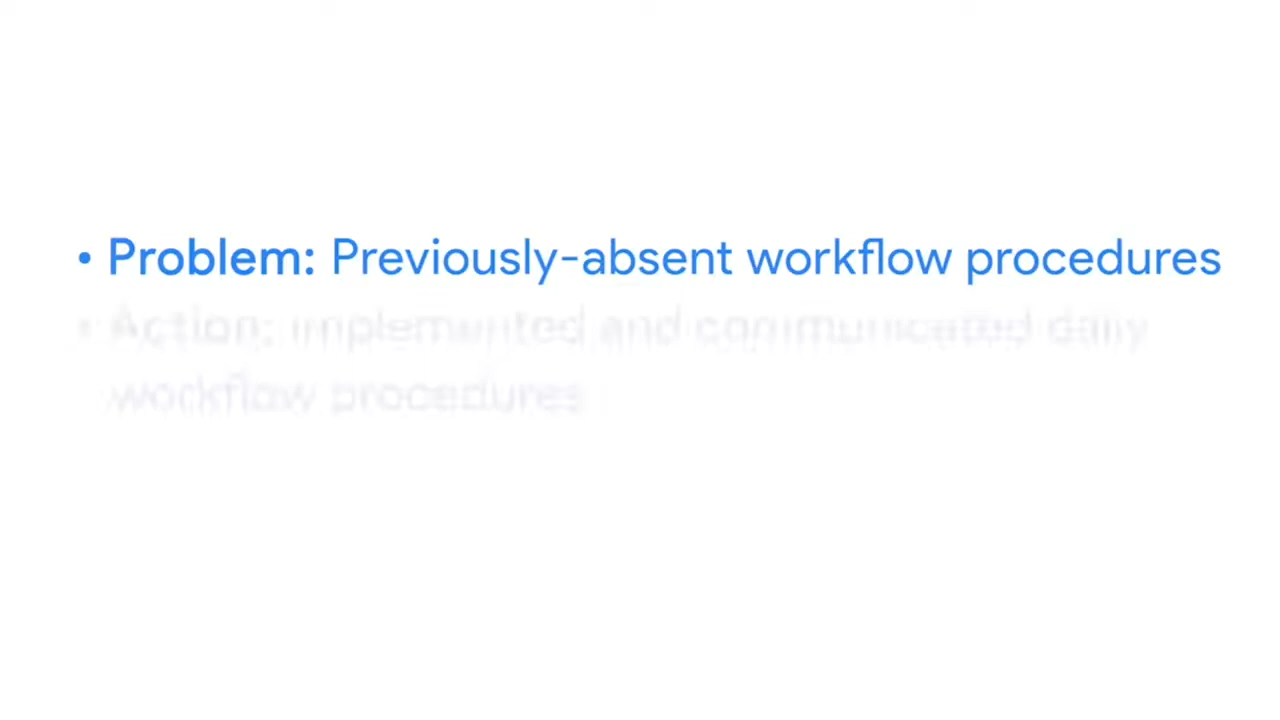 • Problem: Previously-absent workflow procedures
• Action: implemented and communicated daily
workflow procedures